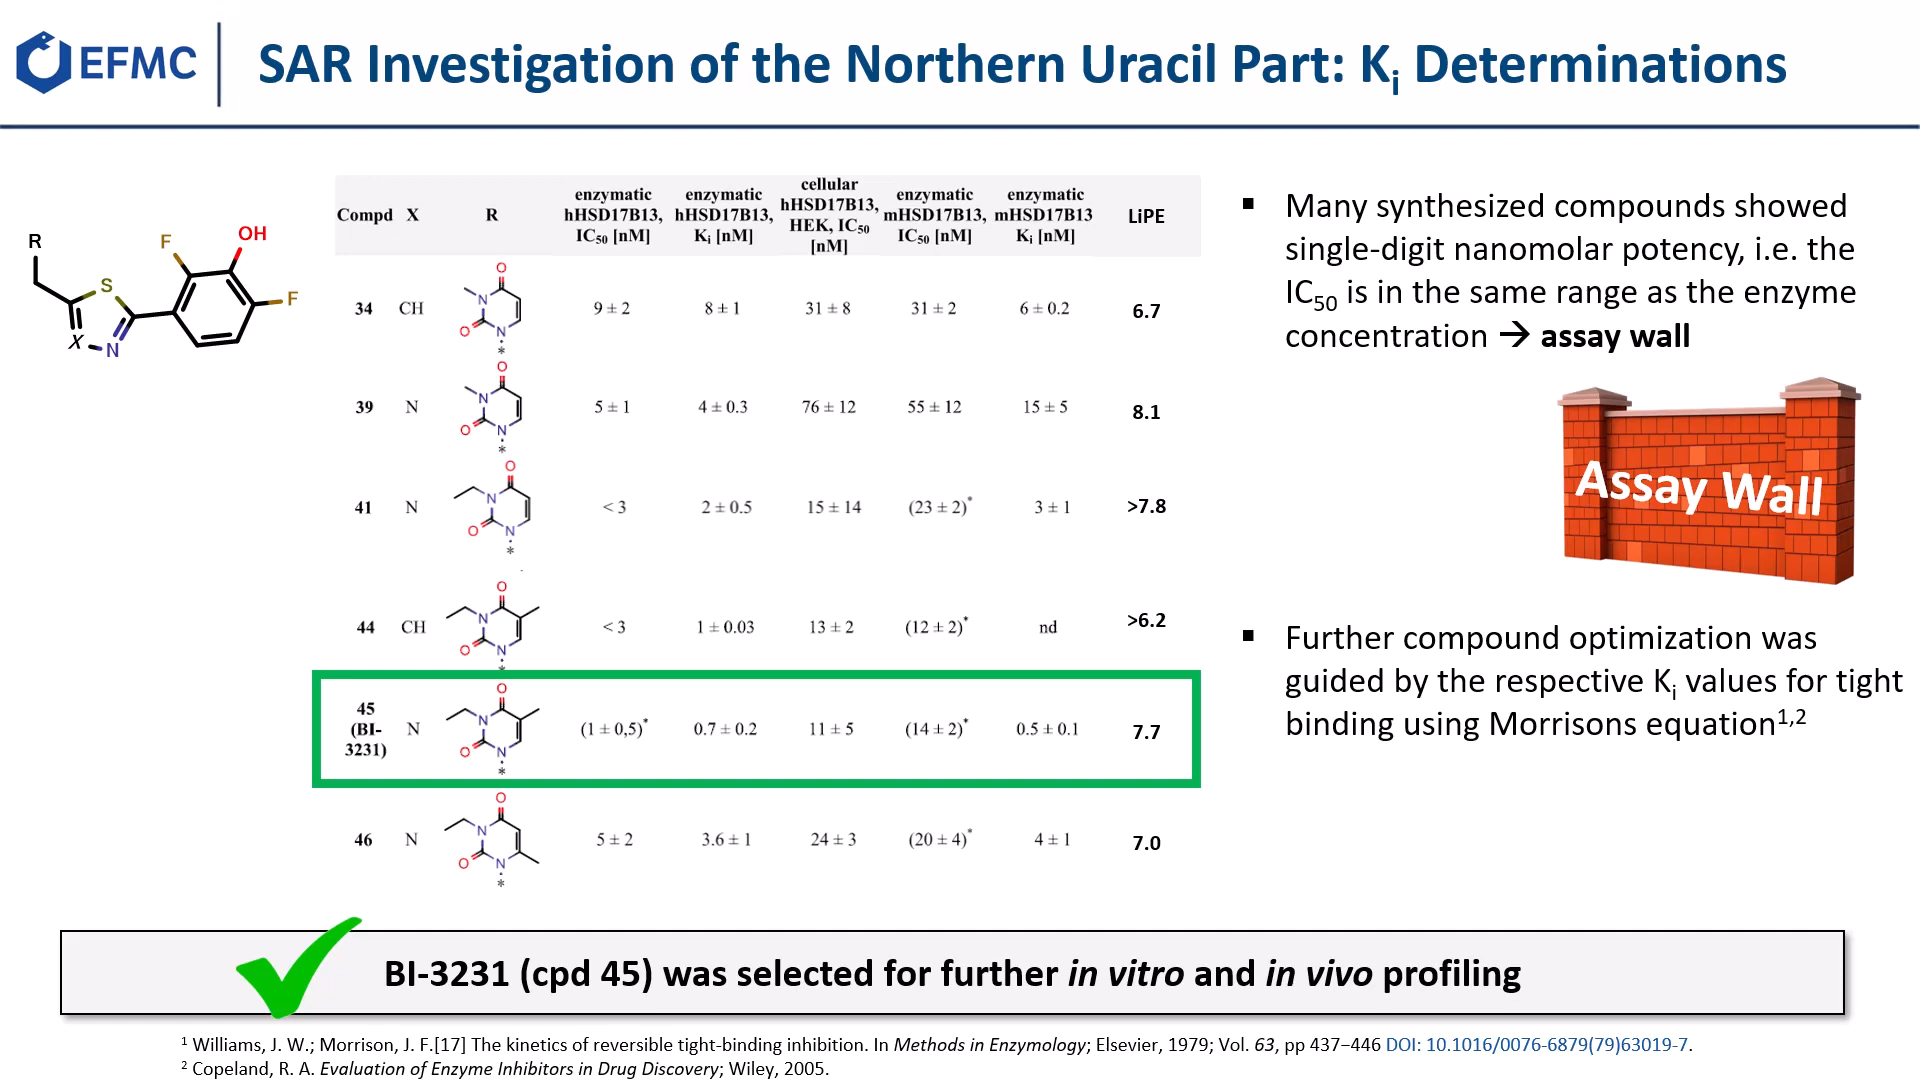 EFMC
SAR Investigation of the Northern Uracil Part: Ki Determinations
R
F
OH
F
S
X
N
Compd X R enzymatic hHSD17B13, IC50 [nM] enzymatic hHSD17B13, Ki [nM] cellular hHSD17B13, HEK, IC50 [nM] enzymatic mHSD17B13, IC50 [nM] enzymatic mHSD17B13 Ki [nM] LiPE
34 CH O N O N * 9 ± 2 8 ± 1 31 ± 8 31 ± 2 6 ± 0.2 6.7
39 N O N O N * 5 ± 1 4 ± 0.3 76 ± 12 55 ± 12 15 ± 5 8.1
41 N O N O N * < 3 2 ± 0.5 15 ± 14 (23 ± 2)* 3 ± 1 >7.8
44 CH O N O N * < 3 1 ± 0.03 13 ± 2 (12 ± 2)* nd >6.2
45 (BI-3231) N O N O N * (1 ± 0,5)* 0.7 ± 0.2 11 ± 5 (14 ± 2)* 0.5 ± 0.1 7.7
46 N O N O N * 5 ± 2 3.6 ± 1 24 ± 3 (20 ± 4)* 4 ± 1 7.0
▪ Many synthesized compounds showed
single-digit nanomolar potency, i.e. the
IC50 is in the same range as the enzyme
concentration → assay wall
Assay Wall
▪ Further compound optimization was
guided by the respective Ki values for tight
binding using Morrisons equation1,2
BI-3231 (cpd 45) was selected for further in vitro and in vivo profiling
1 Williams, J. W.; Morrison, J. F.[17] The kinetics of reversible tight-binding inhibition. In Methods in Enzymology; Elsevier, 1979; Vol. 63, pp 437−446 DOI: 10.1016/0076-6879(79)63019-7.
2 Copeland, R. A. Evaluation of Enzyme Inhibitors in Drug Discovery; Wiley, 2005.